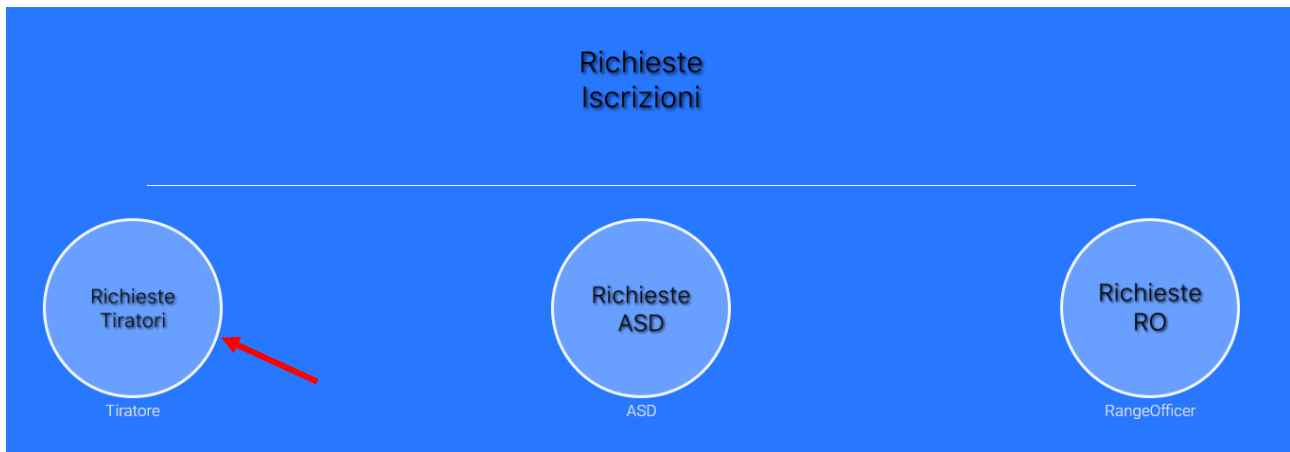 Richieste
Iscrizioni
Richieste
Tiratori
Tiratore
Richieste
ASD
ASD
Richieste
RO
RangeOfficer